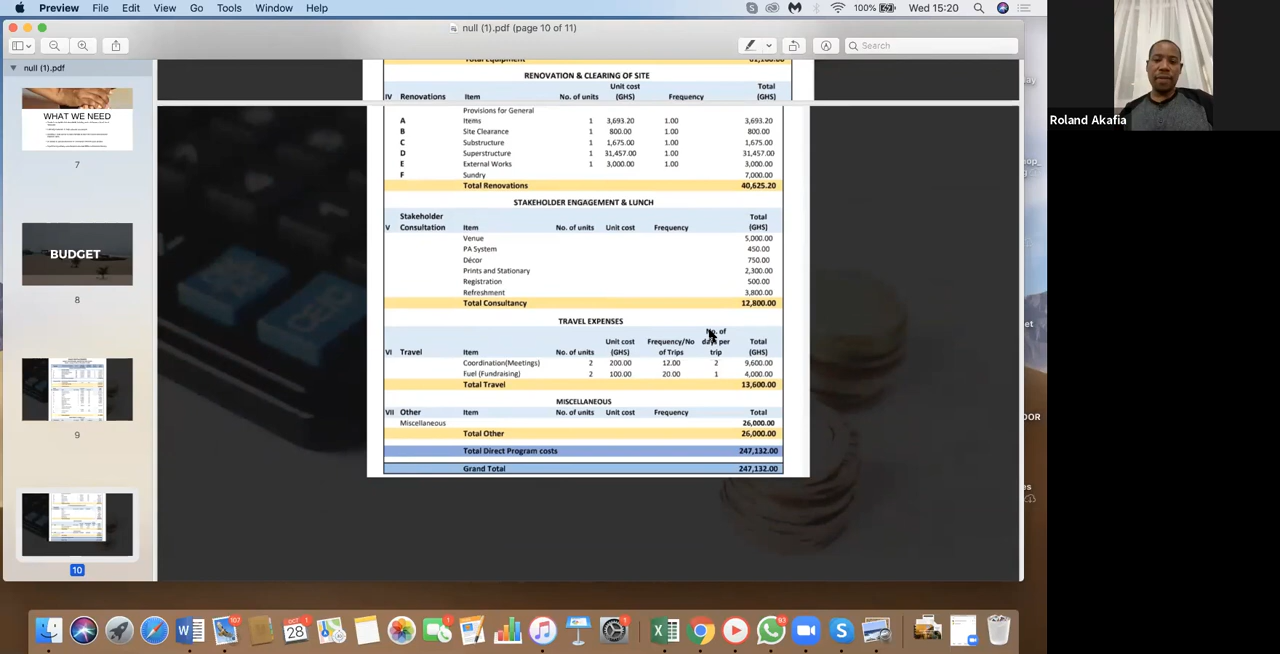 Preview File Edit View Go Tools Window Help 100% Wed 15:20
null (1).pdf (page 10 of 11)
Search
null (1).pdf
WHAT WE NEED
7
BUDGET
8
9
10
RENOVATION & CLEARING OF SITE
IV Renovations Item No. of units Unit cost (GHS) Frequency Total (GHS)
Provisions for General
A Items 1 3,693.20 1.00 3,693.20
B Site Clearance 1 800.00 1.00 800.00
C Substructure 1 1,675.00 1.00 1,675.00
D Superstructure 1 31,457.00 1.00 31,457.00
E External Works 1 3,000.00 1.00 3,000.00
F Sundry 7,000.00
Total Renovations 40,625.20
STAKEHOLDER ENGAGEMENT & LUNCH
V Stakeholder Consultation Item No. of units Unit cost Frequency Total (GHS)
Venue 5,000.00
PA System 450.00
Décor 750.00
Prints and Stationary 2,300.00
Registration 500.00
Refreshment 3,800.00
Total Consultancy 12,800.00
TRAVEL EXPENSES
VI Travel Item No. of units Unit cost (GHS) Frequency/No of Trips No. of days per trip Total (GHS)
Coordination(Meetings) 2 200.00 12.00 2 9,600.00
Fuel (Fundraising) 2 100.00 20.00 1 4,000.00
Total Travel 13,600.00
MISCELLANEOUS
VII Other Item No. of units Unit cost Frequency Total
Miscellaneous 26,000.00
Total Other 26,000.00
Total Direct Program costs 247,132.00
Grand Total 247,132.00
Roland Akafia
OCT
28
107
1
1
93